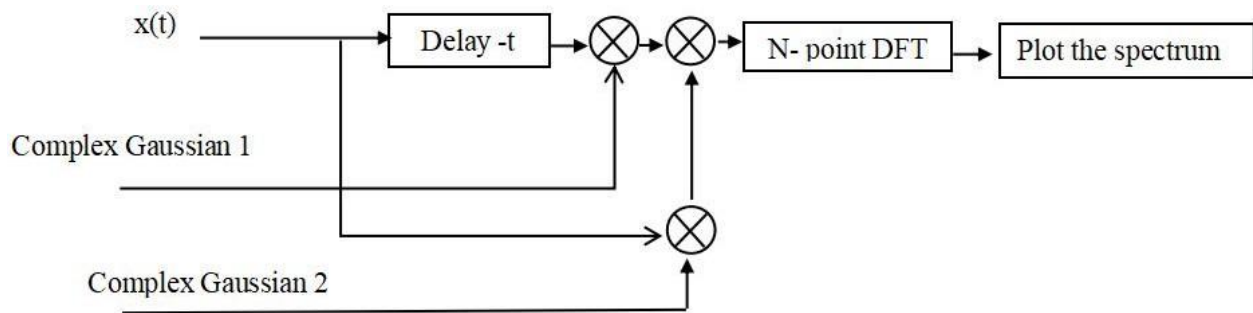 x(t)
Delay -t
N- point DFT
Plot the spectrum
Complex Gaussian 1
Complex Gaussian 2